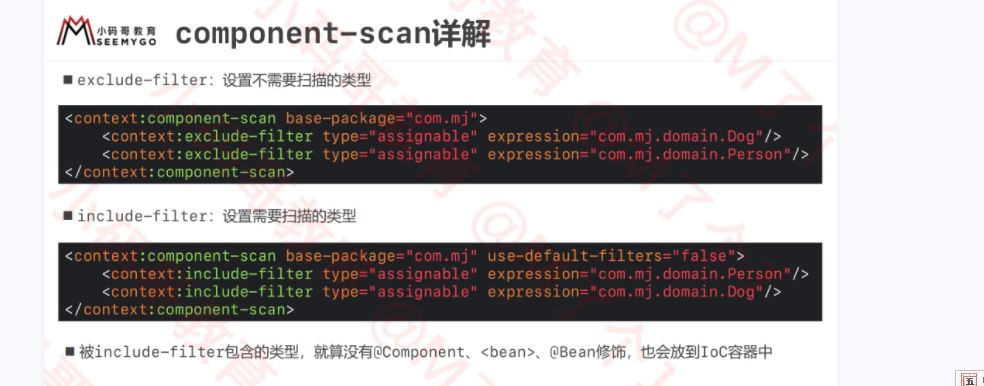 小码哥教育
SEEMYGO
component-scan详解
exclude-filter：设置不需要扫描的类型
<context:component-scan base-package="com.mj">
<context:exclude-filter type="assignable" expression="com.mj.domain.Dog"/>
<context:exclude-filter type="assignable" expression="com.mj.domain.Person"/>
</context:component-scan>
include-filter：设置需要扫描的类型
<context:component-scan base-package="com.mj" use-default-filters="false">
<context:include-filter type="assignable" expression="com.mj.domain.Person"/>
<context:include-filter type="assignable" expression="com.mj.domain.Dog"/>
</context:component-scan>
被include-filter包含的类型，就算没有@Component、<bean>、@Bean修饰，也会放到IoC容器中
五